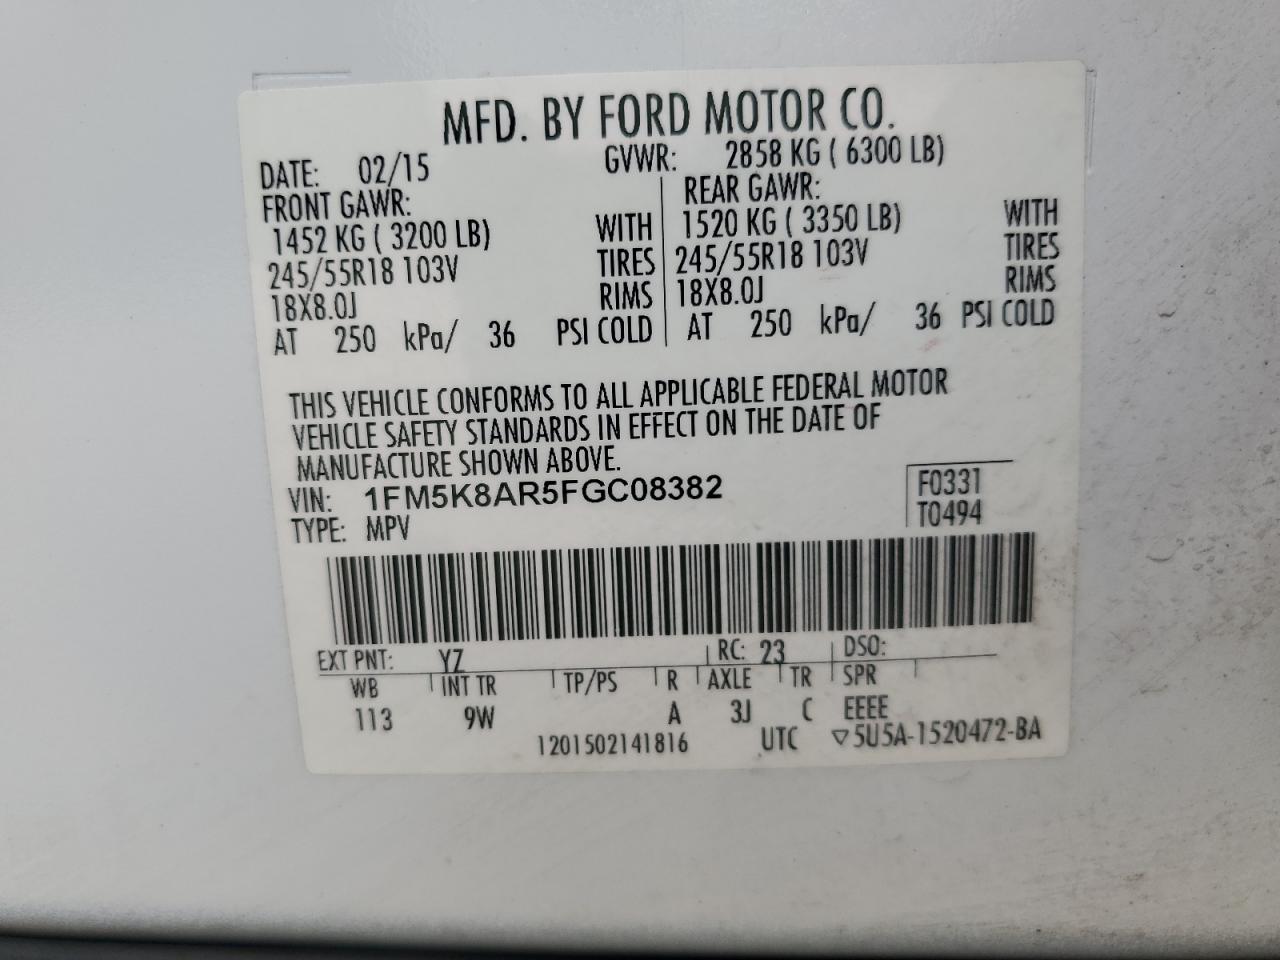 MFD. BY FORD MOTOR CO.
DATE: 02/15 GVWR: 2858 KG ( 6300 LB)
FRONT GAWR: REAR GAWR:
1452 KG ( 3200 LB) WITH 1520 KG ( 3350 LB) WITH
245/55R18 103V TIRES 245/55R18 103V TIRES
18X8.0J RIMS 18X8.0J RIMS
AT 250 kPa/ 36 PSI COLD AT 250 kPa/ 36 PSI COLD
THIS VEHICLE CONFORMS TO ALL APPLICABLE FEDERAL MOTOR
VEHICLE SAFETY STANDARDS IN EFFECT ON THE DATE OF
MANUFACTURE SHOWN ABOVE.
VIN: 1FM5K8AR5FGC08382 F0331
TYPE: MPV T0494
EXT PNT: YZ RC: 23 DSO:
WB INT TR TP/PS R AXLE TR SPR
113 9W A 3J C EEEE
1201502141816 UTC ▽5U5A-1520472-BA